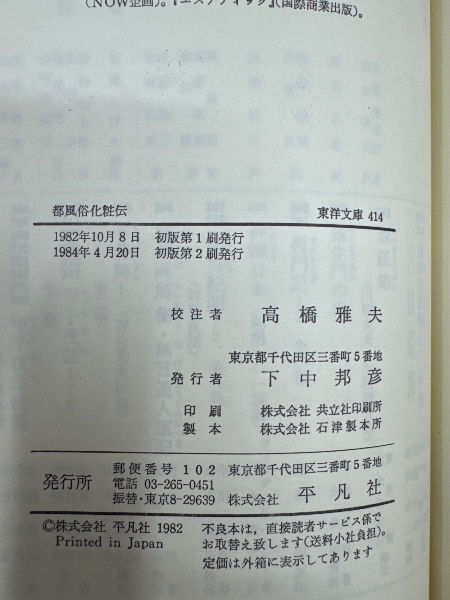 (NOW企画)。『エステティック』(国際商業出版)。
都風俗化粧伝 東洋文庫 414
1982年10月8日 初版第1刷発行
1984年4月20日 初版第2刷発行
校注者 高橋雅夫
東京都千代田区三番町5番地
発行者 下中邦彦
印刷 株式会社 共立社印刷所
製本 株式会社 石津製本所
発行所 郵便番号 102 東京都千代田区三番町5番地
電話 03-265-0451
振替・東京8-29639 株式会社 平凡社
©株式会社 平凡社 1982 不良本は,直接読者サービス係で
Printed in Japan お取替え致します(送料小社負担)。
定価は外箱に表示してあります